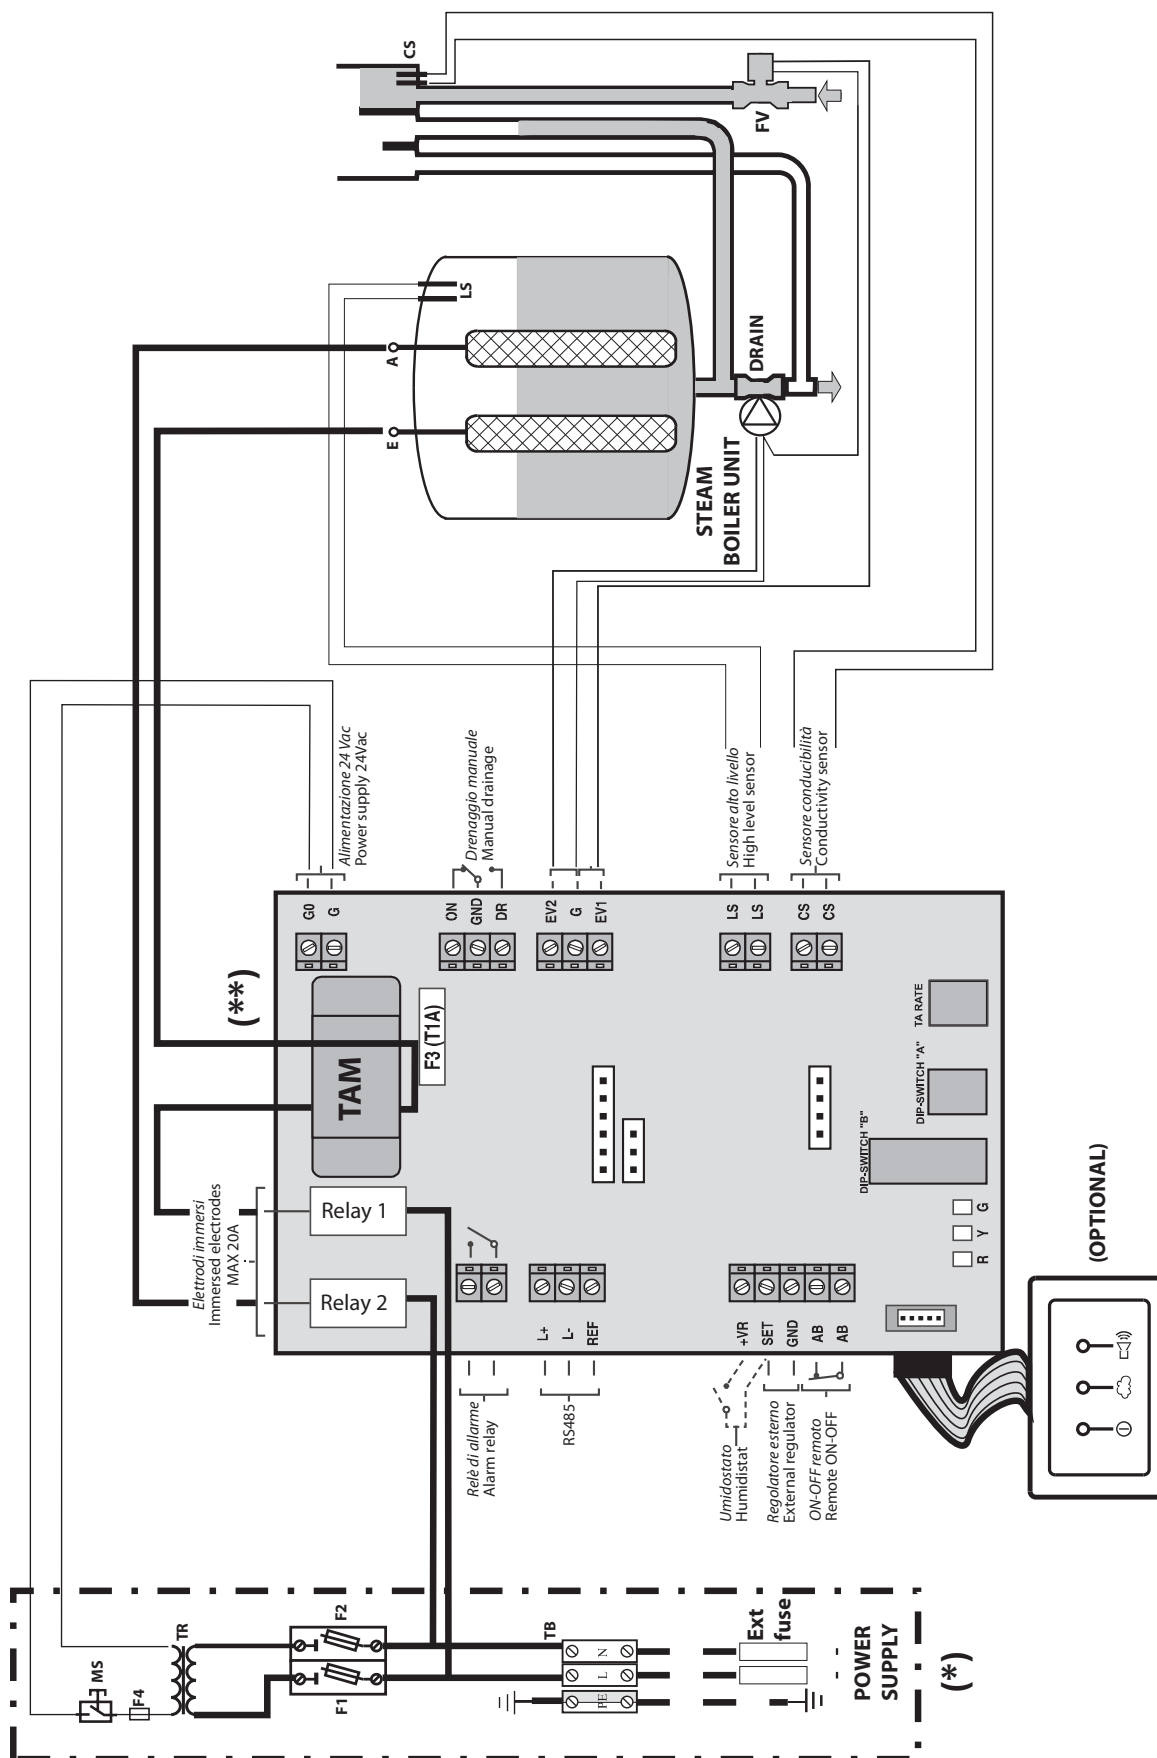 CS
FV
LS
A
E
DRAIN
STEAM
BOILER UNIT
Alimentazione 24 Vac
Power supply 24Vac
Drenaggio manuale
Manual drainage
Sensore alto livello
High level sensor
Sensore conducibilità
Conductivity sensor
G0
G
ON
GND
DR
EV2
G
EV1
LS
LS
CS
CS
(**)
TAM
F3 (T1A)
TA RATE
DIP-SWITCH "A"
DIP-SWITCH "B"
Elettrodi immersi
Immersed electrodes
MAX 20A
Relay 1
Relay 2
R
Y
G
L+
L-
REF
+VR
SET
GND
AB
AB
Relè di allarme
Alarm relay
RS485
Umidostato
Humidistat
Regolatore esterno
External regulator
ON-OFF remoto
Remote ON-OFF
(OPTIONAL)
MS
F4
TR
F2
F1
TB
N
L
PE
Ext
fuse
POWER
SUPPLY
(*)